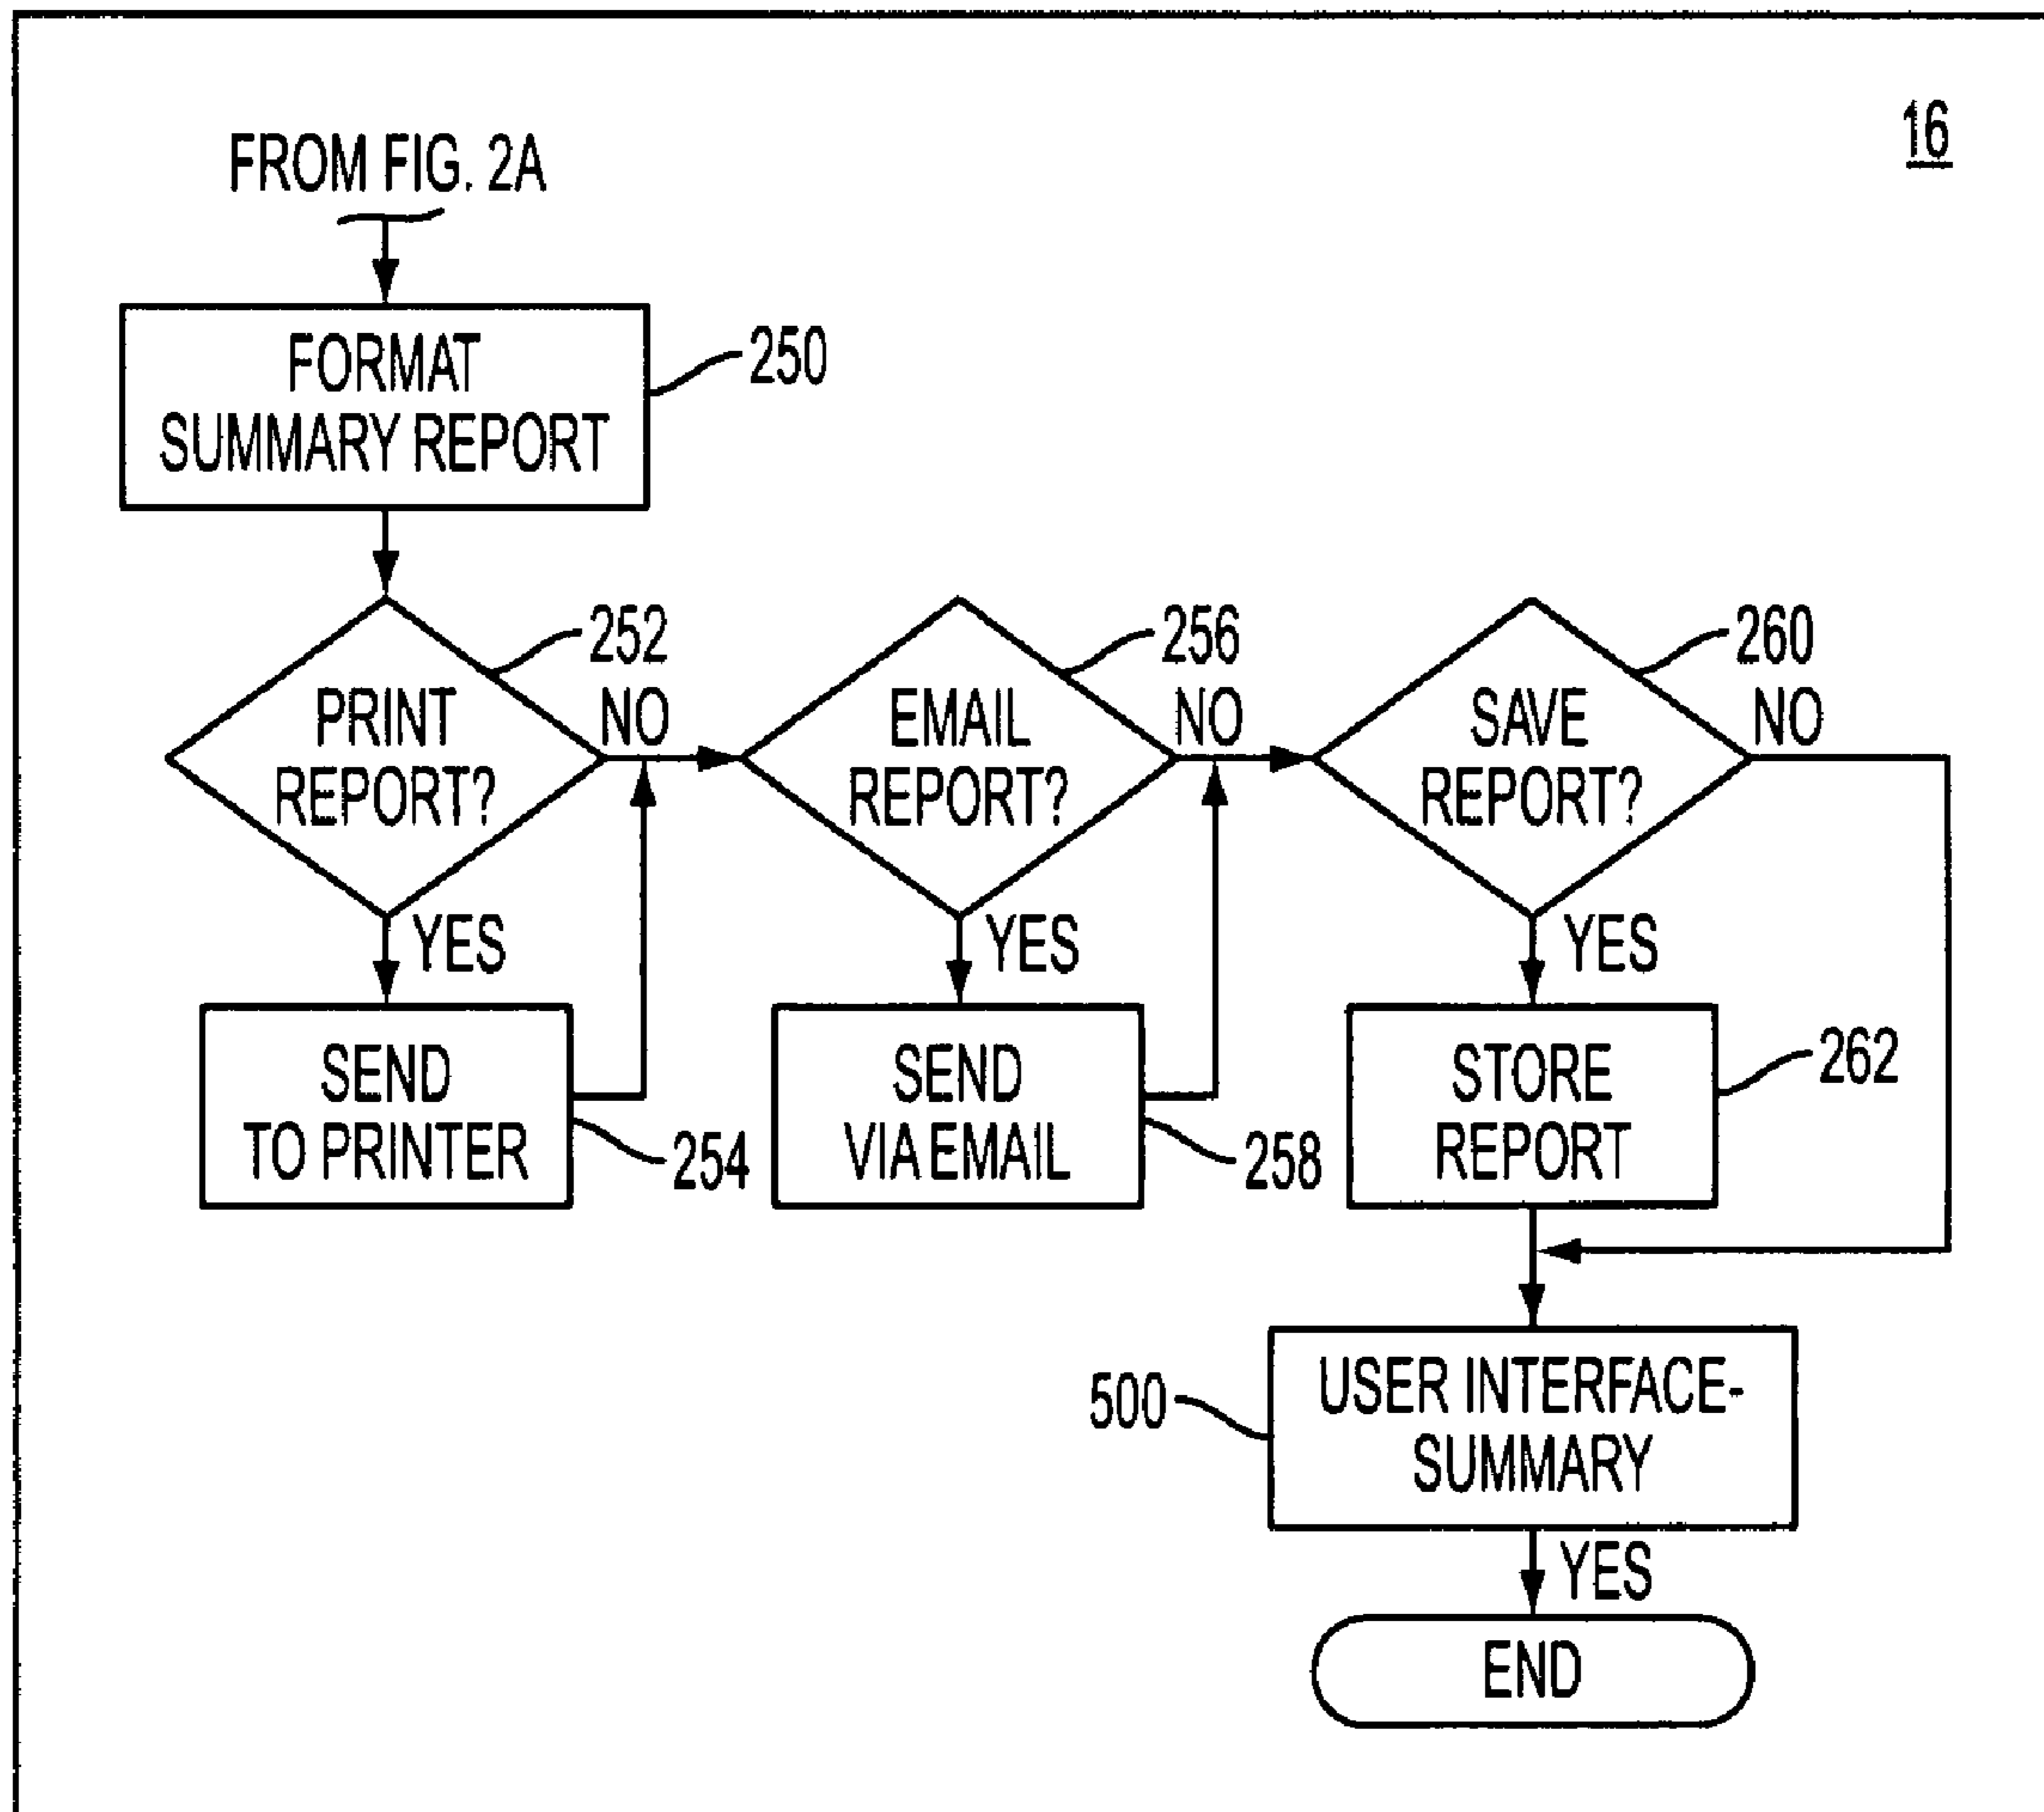 16
FROM FIG. 2A
FORMAT
SUMMARY REPORT
250
PRINT
REPORT?
252
NO
YES
SEND
TO PRINTER
254
EMAIL
REPORT?
256
NO
YES
SEND
VIA EMAIL
258
SAVE
REPORT?
260
NO
YES
STORE
REPORT
262
USER INTERFACE-
SUMMARY
500
YES
END